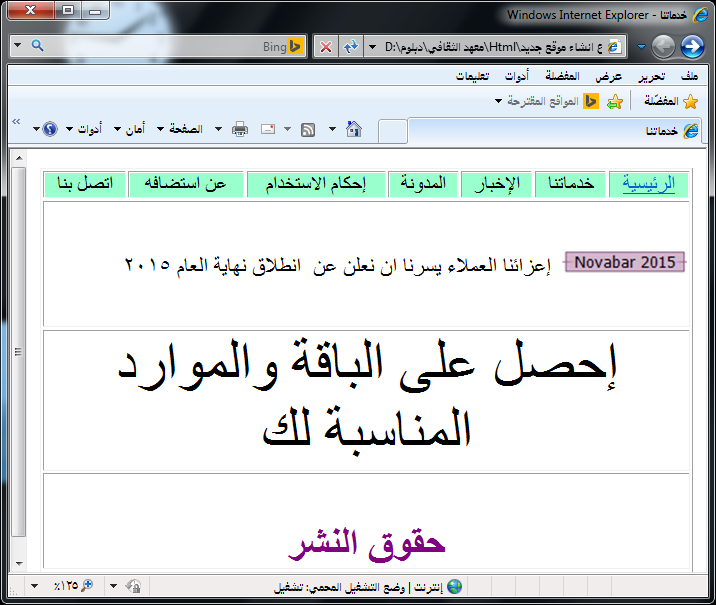 خدماتنا - Windows Internet Explorer
ع انشاء موقع جديد\Html\معهد الثقافي\دبلوم\:D
Bing
ملف تحرير عرض المفضلة أدوات تعليمات
المفضلة المواقع المقترحة
خدماتنا
الصفحة أمان أدوات
الرئيسية خدماتنا الإخبار المدونة إحكام الاستخدام عن استضافه اتصل بنا
Novabar 2015 إعزائنا العملاء يسرنا ان نعلن عن انطلاق نهاية العام ٢٠١٥
إحصل على الباقة والموارد
المناسبة لك
حقوق النشر
إنترنت | وضع التشغيل المحمي: تشغيل
١٢٥٪